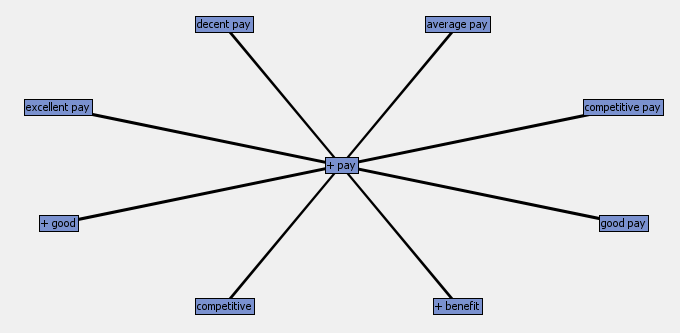 decent pay
average pay
excellent pay
competitive pay
+ pay
+ good
good pay
competitive
+ benefit